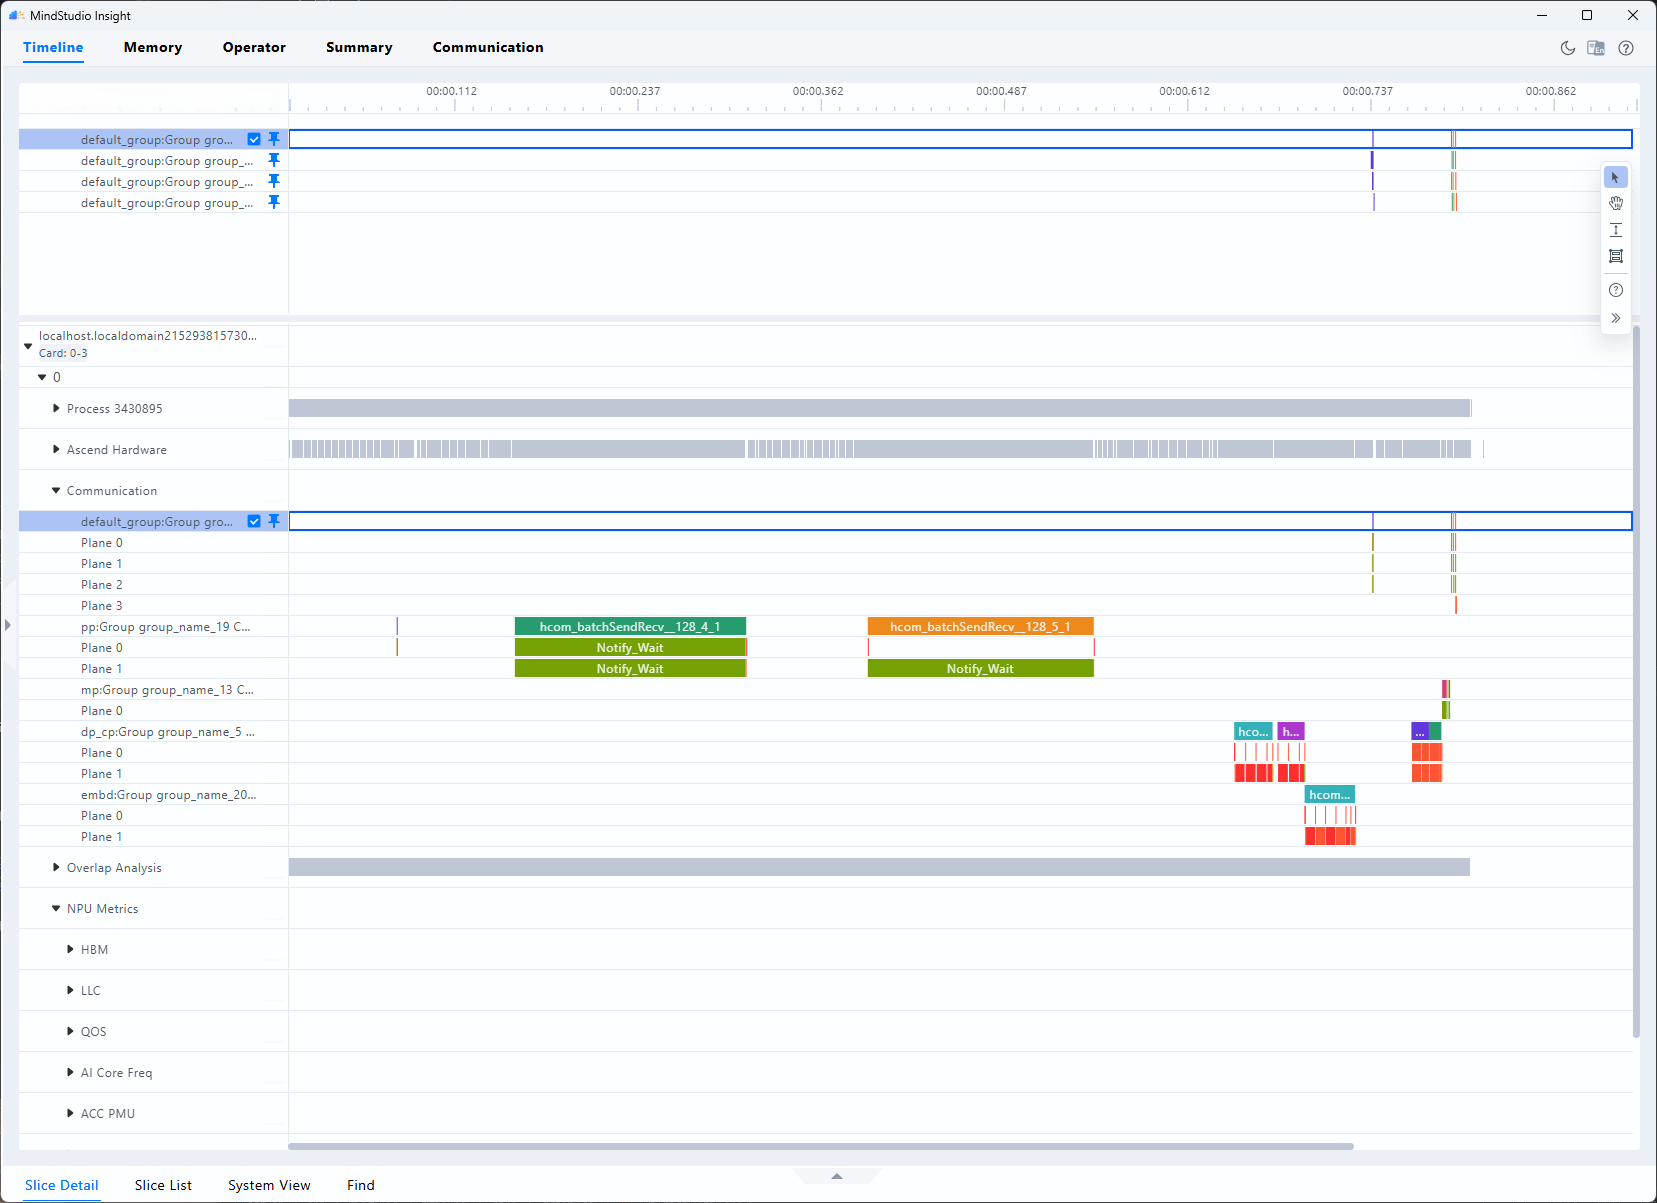 MindStudio Insight
Timeline Memory Operator Summary Communication
00:00.112 00:00.237 00:00.362 00:00.487 00:00.612 00:00.737 00:00.862
default_group:Group gro...
default_group:Group group_...
default_group:Group group_...
default_group:Group group_...
localhost.localdomain215293815730...
Card: 0-3
0
Process 3430895
Ascend Hardware
Communication
default_group:Group gro...
Plane 0
Plane 1
Plane 2
Plane 3
pp:Group group_name_19 C... hcom_batchSendRecv__128_4_1 hcom_batchSendRecv__128_5_1
Plane 0 Notify_Wait
Plane 1 Notify_Wait Notify_Wait
mp:Group group_name_13 C...
Plane 0
dp_cp:Group group_name_5 ... hco... h... ...
Plane 0
Plane 1
embd:Group group_name_20... hcom...
Plane 0
Plane 1
Overlap Analysis
NPU Metrics
HBM
LLC
QOS
AI Core Freq
ACC PMU
Slice Detail Slice List System View Find